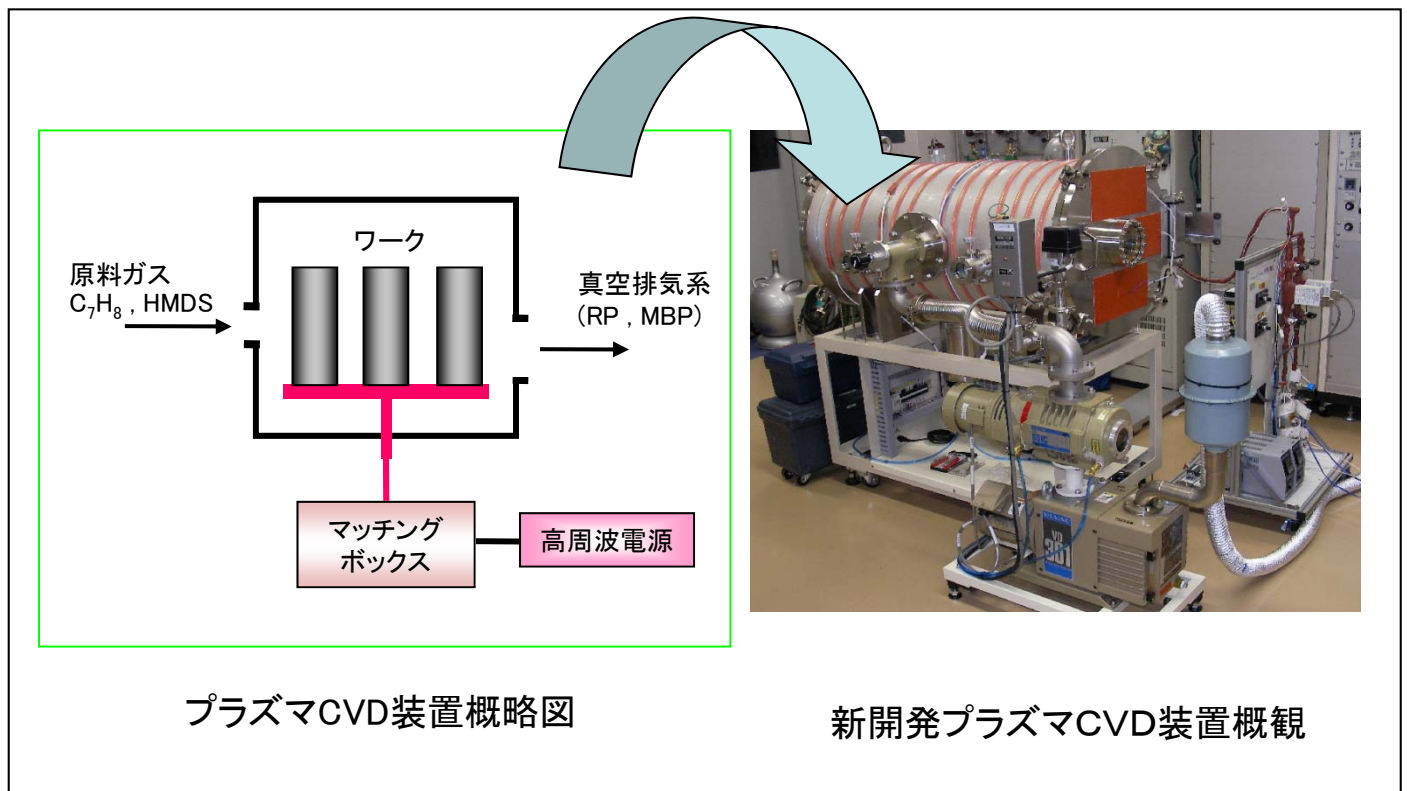 ワーク
原料ガス
C₇H₈ , HMDS
真空排気系
(RP , MBP)
マッチング
ボックス
高周波電源
VD
301
プラズマCVD装置概略図
新開発プラズマCVD装置概観